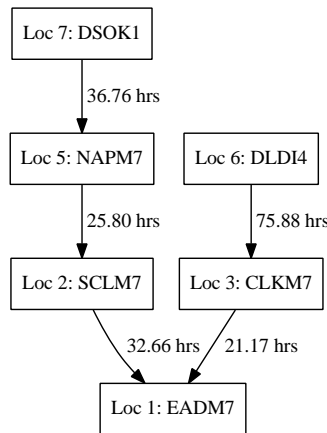 Loc 7: DSOK1
36.76 hrs
Loc 5: NAPM7
Loc 6: DLDI4
25.80 hrs
75.88 hrs
Loc 2: SCLM7
Loc 3: CLKM7
32.66 hrs
21.17 hrs
Loc 1: EADM7